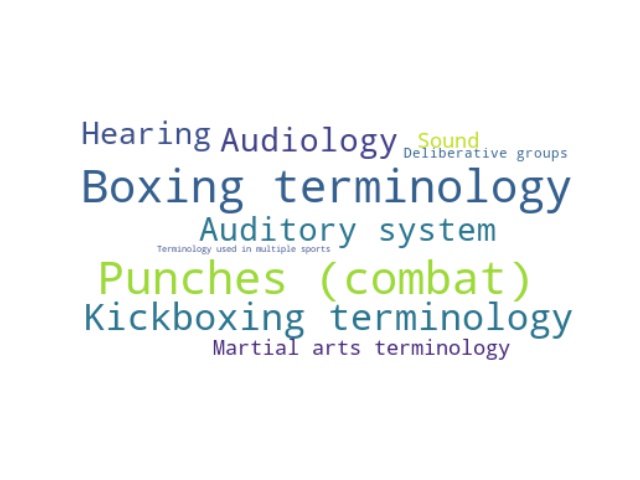 Hearing Audiology Sound
Deliberative groups
Boxing terminology
Auditory system
Terminology used in multiple sports
Punches (combat)
Kickboxing terminology
Martial arts terminology